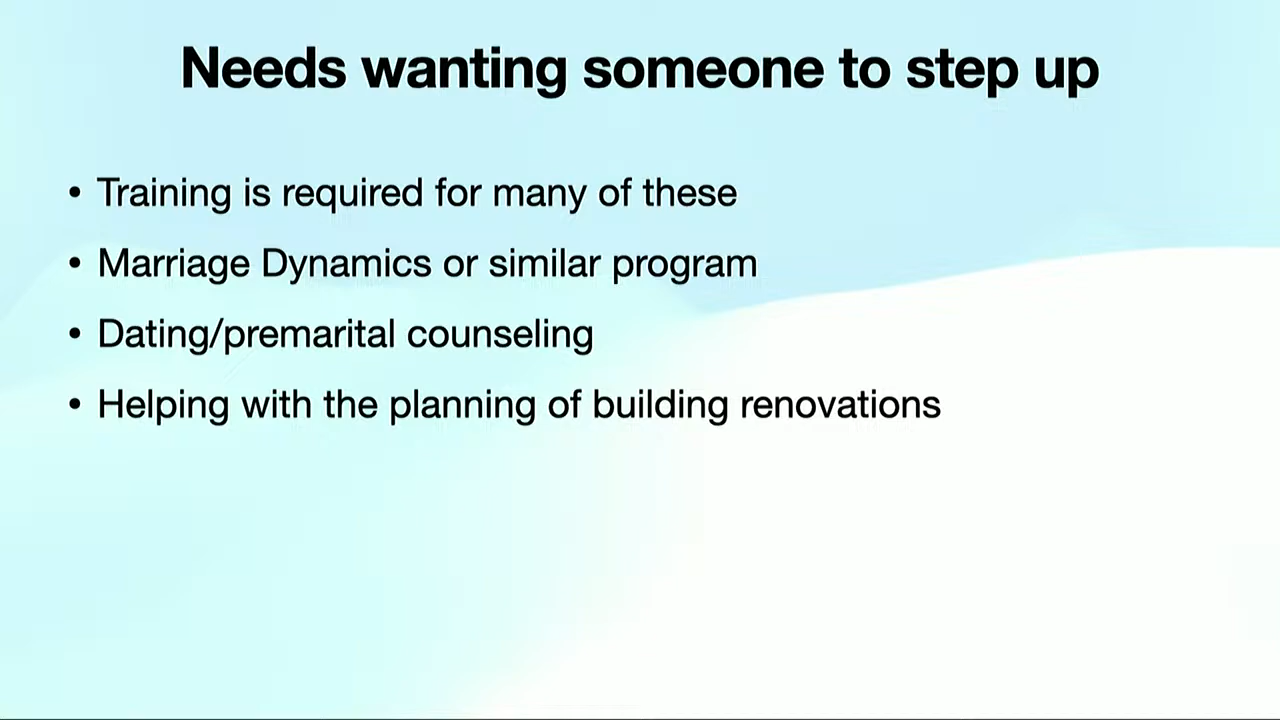 Needs wanting someone to step up
• Training is required for many of these
• Marriage Dynamics or similar program
• Dating/premarital counseling
• Helping with the planning of building renovations